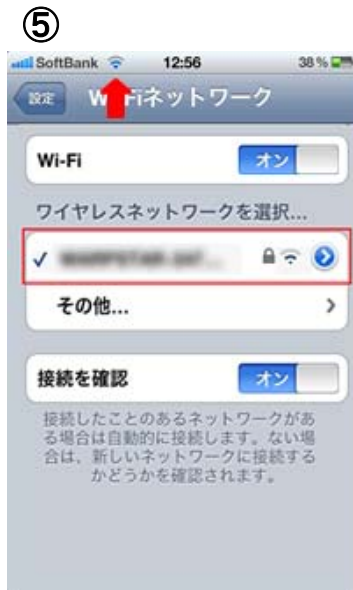 ⑤
SoftBank 12:56 38%
設定 Wi-Fiネットワーク
Wi-Fi オン
ワイヤレスネットワークを選択...
その他...
接続を確認 オン
接続したことのあるネットワークがあ
る場合は自動的に接続します。ない場
合は、新しいネットワークに接続する
かどうかを確認されます。